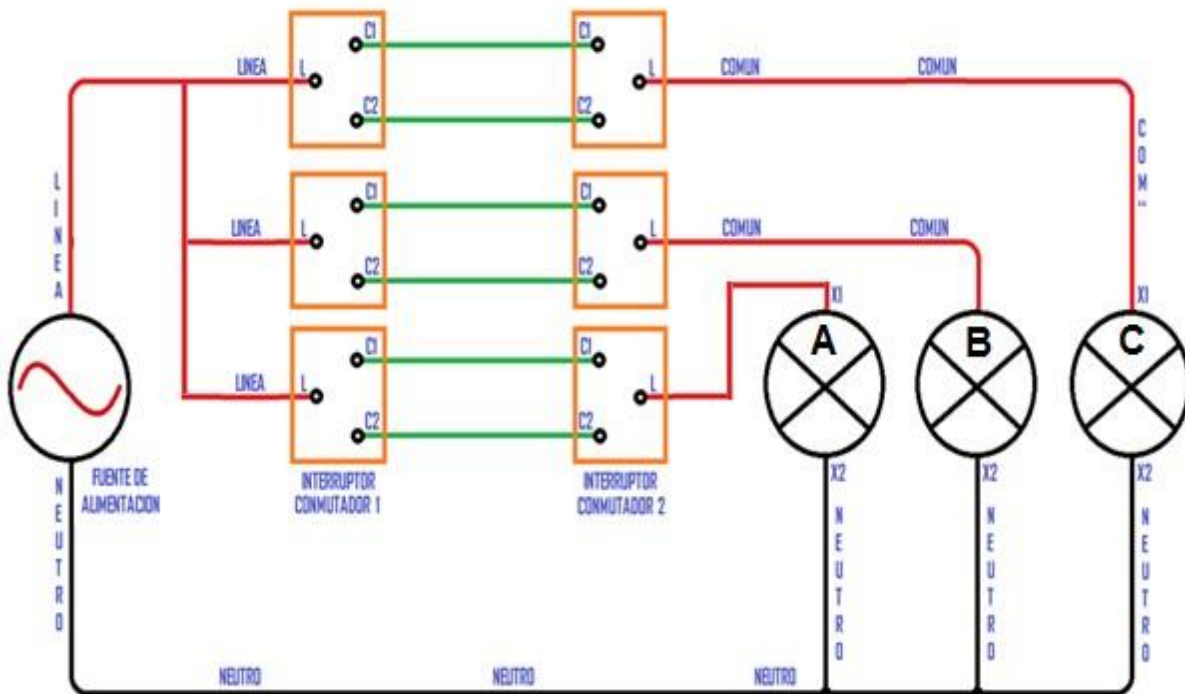 C1
C1
LINEA
L
L
COMUN
COMUN
C2
C2
C
O
M
"
L
I
N
E
A
C1
C1
LINEA
L
L
COMUN
COMUN
C2
C2
X1
X1
A
B
C
C1
C1
LINEA
L
L
C2
C2
FUENTE DE
ALIMENTACION
INTERRUPTOR
CONMUTADOR 1
INTERRUPTOR
CONMUTADOR 2
X2
X2
X2
N
E
U
T
R
O
N
E
U
T
R
O
N
E
U
T
R
O
N
E
U
T
R
O
NEUTRO
NEUTRO
NEUTRO